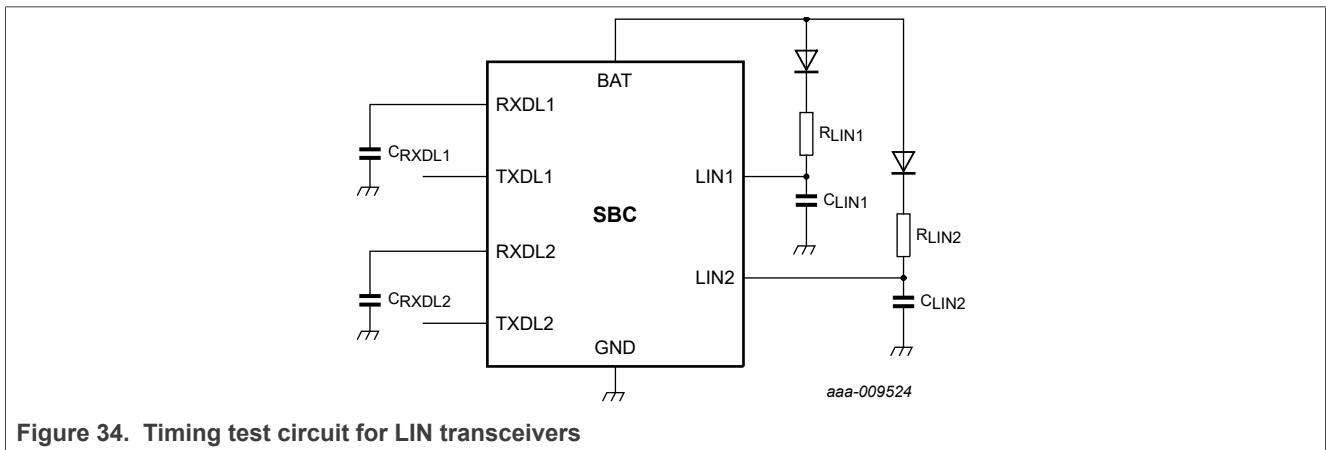 BAT
RXDL1
RLIN1
CRXDL1
TXDL1
LIN1
CLIN1
SBC
RLIN2
RXDL2
LIN2
CRXDL2
CLIN2
TXDL2
GND
aaa-009524
Figure 34. Timing test circuit for LIN transceivers